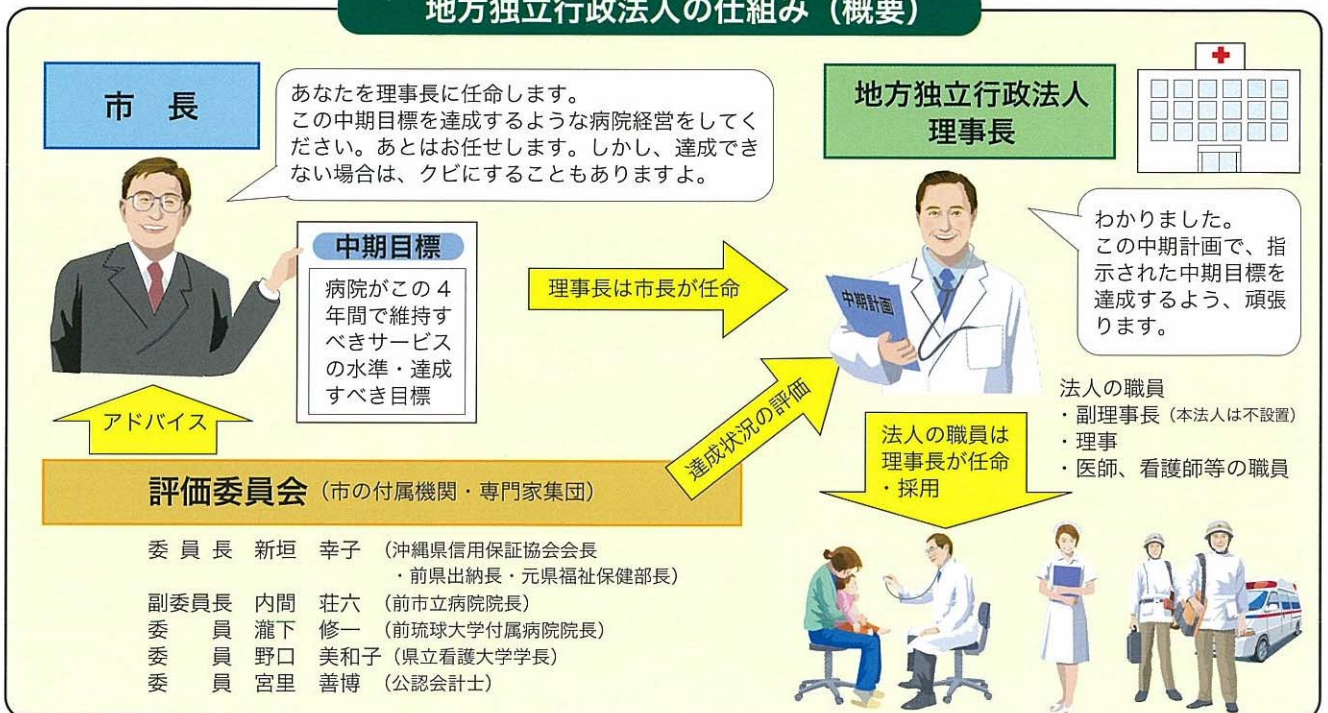 地方独立行政法人の仕組み（概要）
市　長
あなたを理事長に任命します。
この中期目標を達成するような病院経営をしてく
ださい。あとはお任せします。しかし、達成でき
ない場合は、クビにすることもありますよ。
地方独立行政法人
理事長
わかりました。
この中期計画で、指
示された中期目標を
達成するよう、頑張
ります。
中期目標
病院がこの４
年間で維持す
べきサービス
の水準・達成
すべき目標
理事長は市長が任命
中期計画
アドバイス
達成状況の評価
法人の職員は
理事長が任命
・採用
法人の職員
・副理事長（本法人は不設置）
・理事
・医師、看護師等の職員
評価委員会（市の付属機関・専門家集団）
委 員 長　新垣　幸子　（沖縄県信用保証協会会長
・前県出納長・元県福祉保健部長）
副委員長　内間　荘六　（前市立病院院長）
委　　員　瀧下　修一　（前琉球大学付属病院院長）
委　　員　野口　美和子（県立看護大学学長）
委　　員　宮里　善博　（公認会計士）